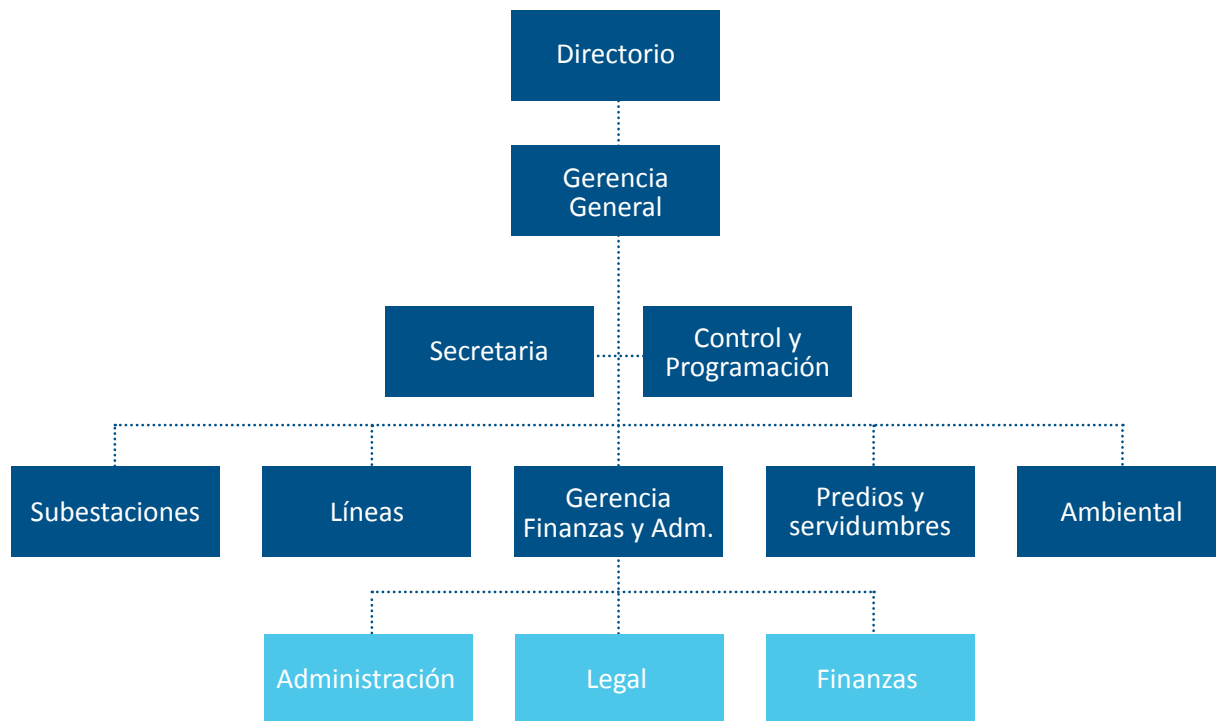 Directorio
Gerencia
General
Secretaria
Control y
Programación
Subestaciones
Líneas
Gerencia
Finanzas y Adm.
Predios y
servidumbres
Ambiental
Administración
Legal
Finanzas